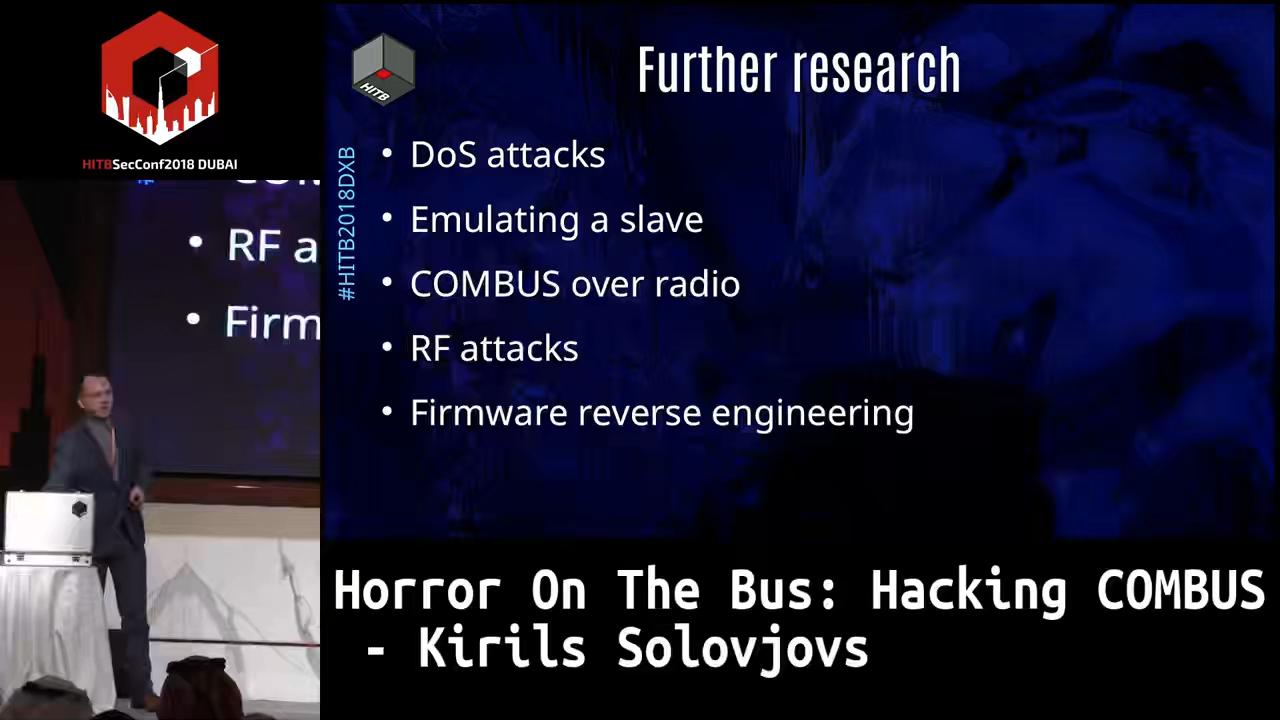 HITBSecConf2018 DUBAI
RF a
Firm
HITB
#HITB2018DXB
Further research
• DoS attacks
• Emulating a slave
• COMBUS over radio
• RF attacks
• Firmware reverse engineering
Horror On The Bus: Hacking COMBUS
- Kirils Solovjovs